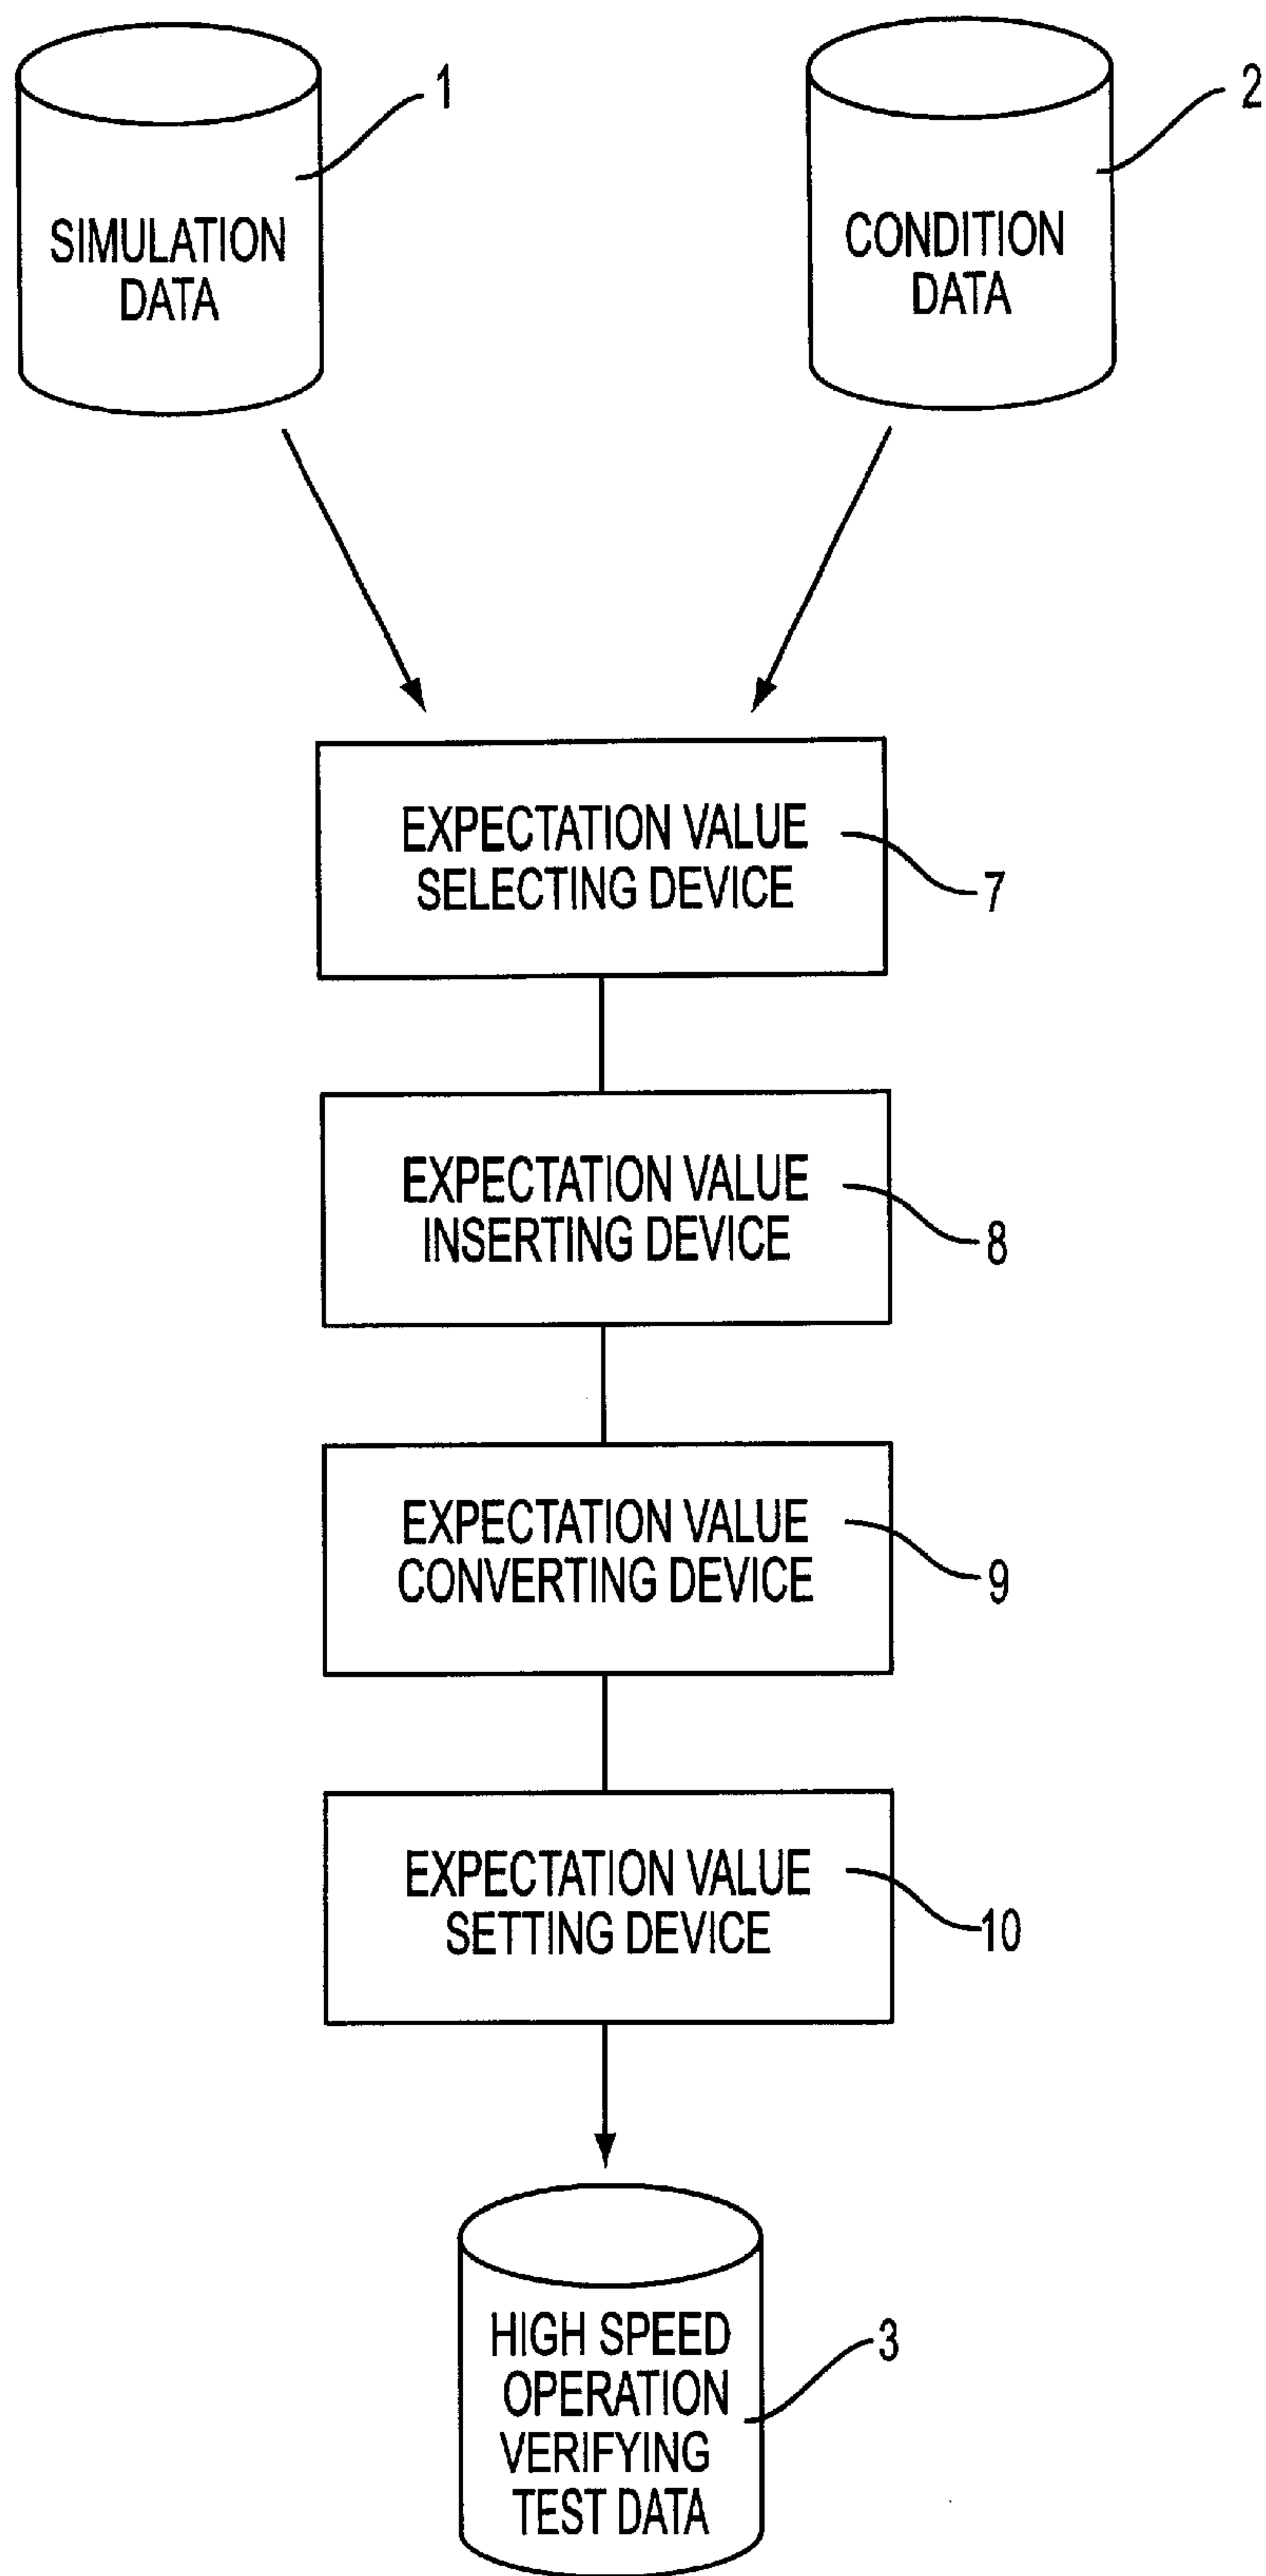 1
SIMULATION
DATA
2
CONDITION
DATA
EXPECTATION VALUE
SELECTING DEVICE
7
EXPECTATION VALUE
INSERTING DEVICE
8
EXPECTATION VALUE
CONVERTING DEVICE
9
EXPECTATION VALUE
SETTING DEVICE
10
HIGH SPEED
OPERATION
VERIFYING
TEST DATA
3